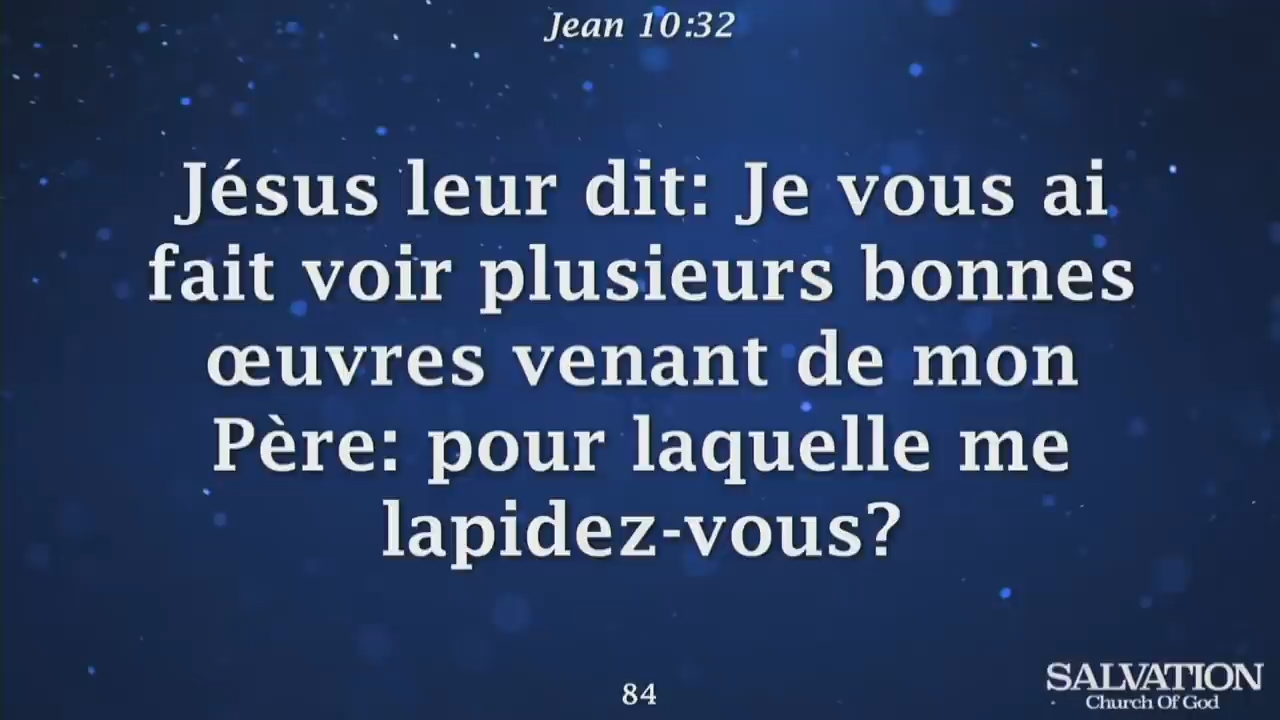 Jean 10:32
Jésus leur dit: Je vous ai
fait voir plusieurs bonnes
œuvres venant de mon
Père: pour laquelle me
lapidez-vous?
84
SALVATION
Church Of God